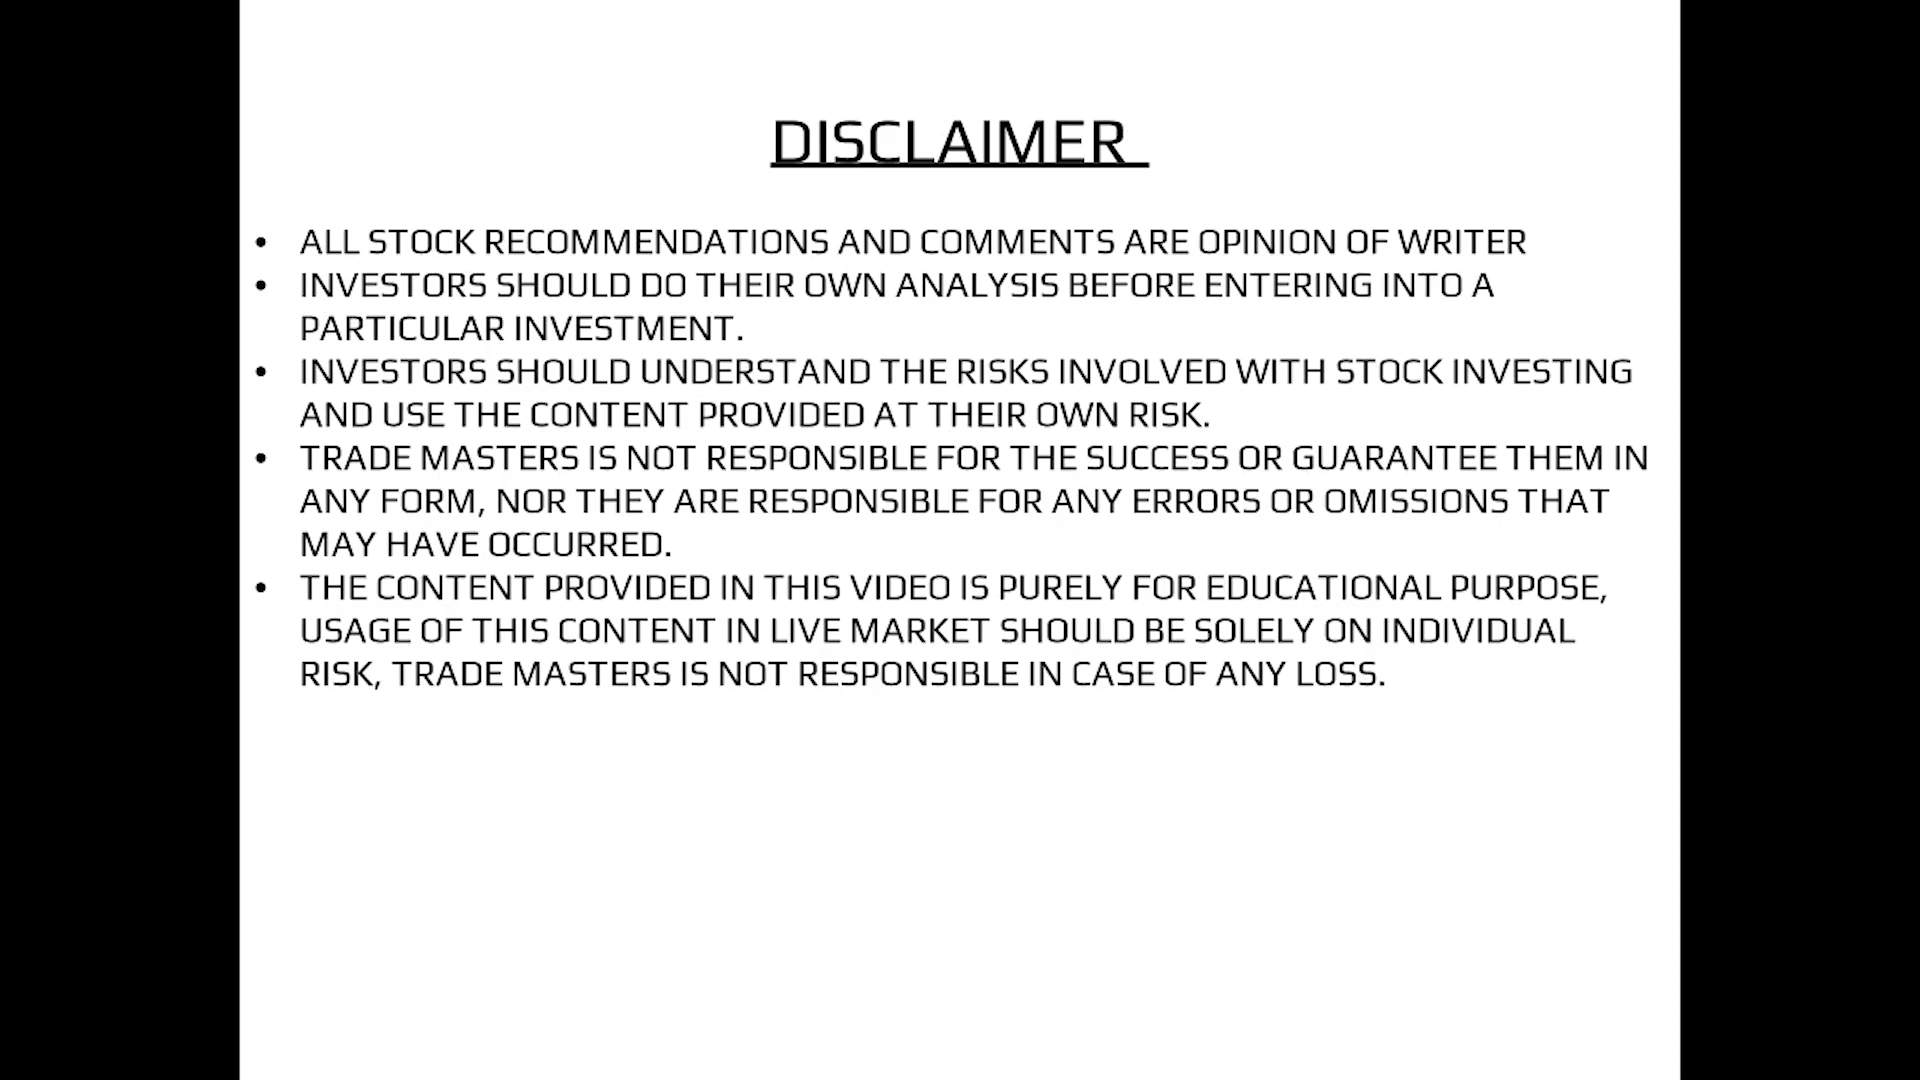 DISCLAIMER
• ALL STOCK RECOMMENDATIONS AND COMMENTS ARE OPINION OF WRITER
• INVESTORS SHOULD DO THEIR OWN ANALYSIS BEFORE ENTERING INTO A
PARTICULAR INVESTMENT.
• INVESTORS SHOULD UNDERSTAND THE RISKS INVOLVED WITH STOCK INVESTING
AND USE THE CONTENT PROVIDED AT THEIR OWN RISK.
• TRADE MASTERS IS NOT RESPONSIBLE FOR THE SUCCESS OR GUARANTEE THEM IN
ANY FORM, NOR THEY ARE RESPONSIBLE FOR ANY ERRORS OR OMISSIONS THAT
MAY HAVE OCCURRED.
• THE CONTENT PROVIDED IN THIS VIDEO IS PURELY FOR EDUCATIONAL PURPOSE,
USAGE OF THIS CONTENT IN LIVE MARKET SHOULD BE SOLELY ON INDIVIDUAL
RISK, TRADE MASTERS IS NOT RESPONSIBLE IN CASE OF ANY LOSS.